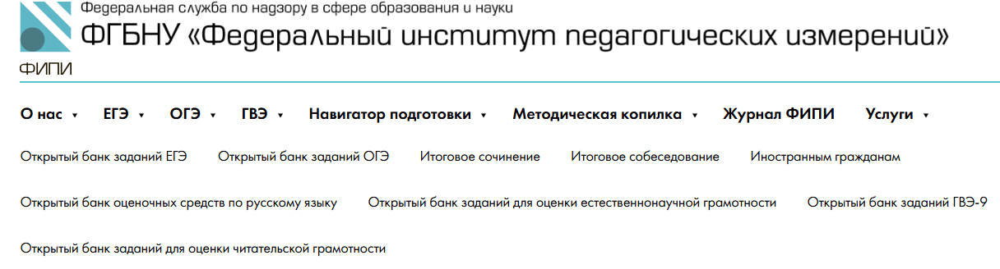 Федеральная служба по надзору в сфере образования и науки
ФГБНУ «Федеральный институт педагогических измерений»
ФИПИ
О нас ЕГЭ ОГЭ ГВЭ Навигатор подготовки Методическая копилка Журнал ФИПИ Услуги
Открытый банк заданий ЕГЭ Открытый банк заданий ОГЭ Итоговое сочинение Итоговое собеседование Иностранным гражданам
Открытый банк оценочных средств по русскому языку Открытый банк заданий для оценки естественнонаучной грамотности Открытый банк заданий ГВЭ-9
Открытый банк заданий для оценки читательской грамотности